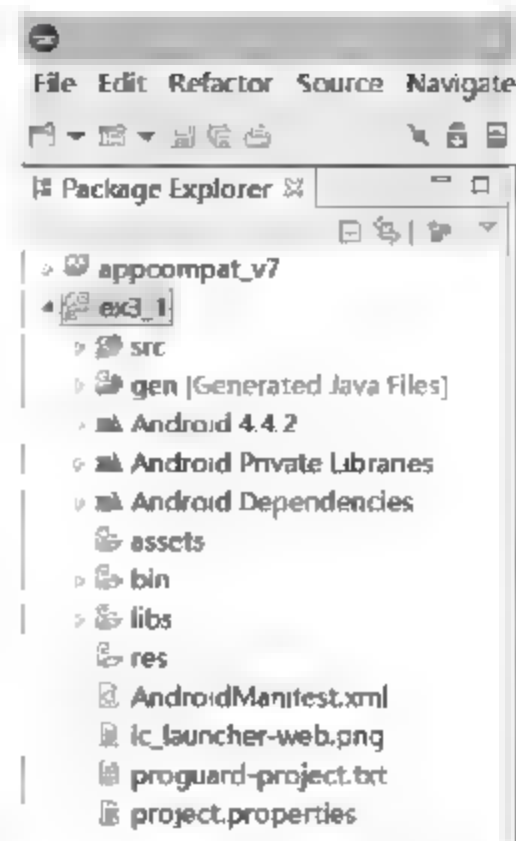 File Edit Refactor Source Navigate
Package Explorer
appcompat_v7
ex3_1
src
gen [Generated Java Files]
Android 4.4.2
Android Private Libraries
Android Dependencies
assets
bin
libs
res
AndroidManifest.xml
ic_launcher-web.png
proguard-project.txt
project.properties